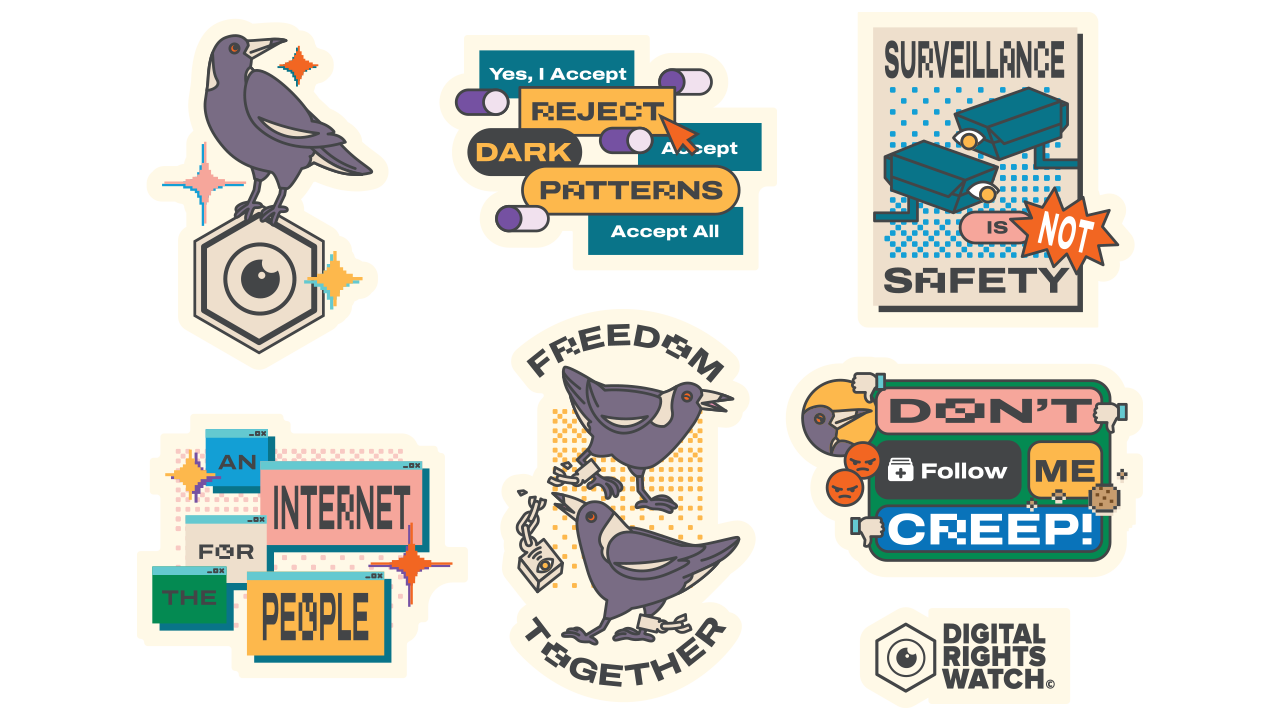 Yes, I Accept
REJECT
DARK
Accept
PATTERNS
Accept All
SURVEILLANCE
IS
NOT
SAFETY
AN
INTERNET
FOR
THE
PEOPLE
FREEDOM
TOGETHER
DON'T
Follow
ME
CREEP!
DIGITAL
RIGHTS
WATCH©